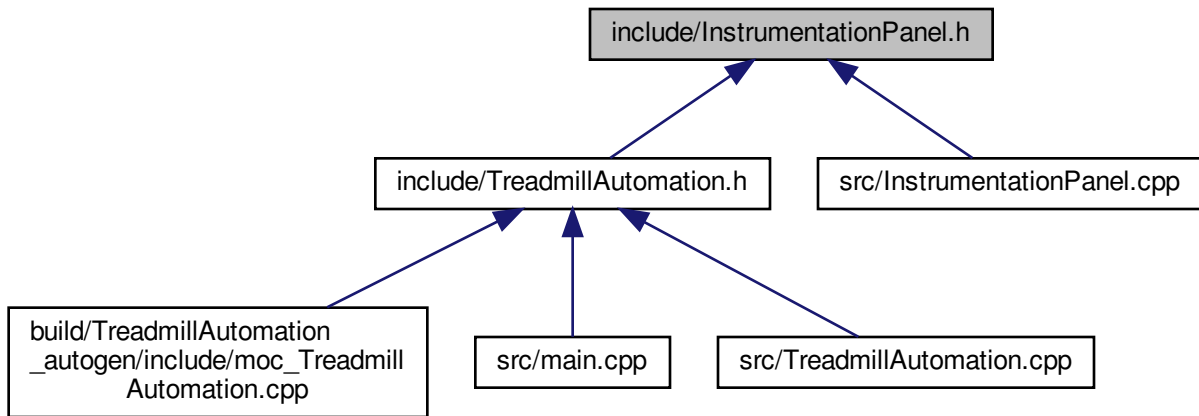 include/InstrumentationPanel.h
include/TreadmillAutomation.h
src/InstrumentationPanel.cpp
build/TreadmillAutomation
_autogen/include/moc_Treadmill
Automation.cpp
src/main.cpp
src/TreadmillAutomation.cpp